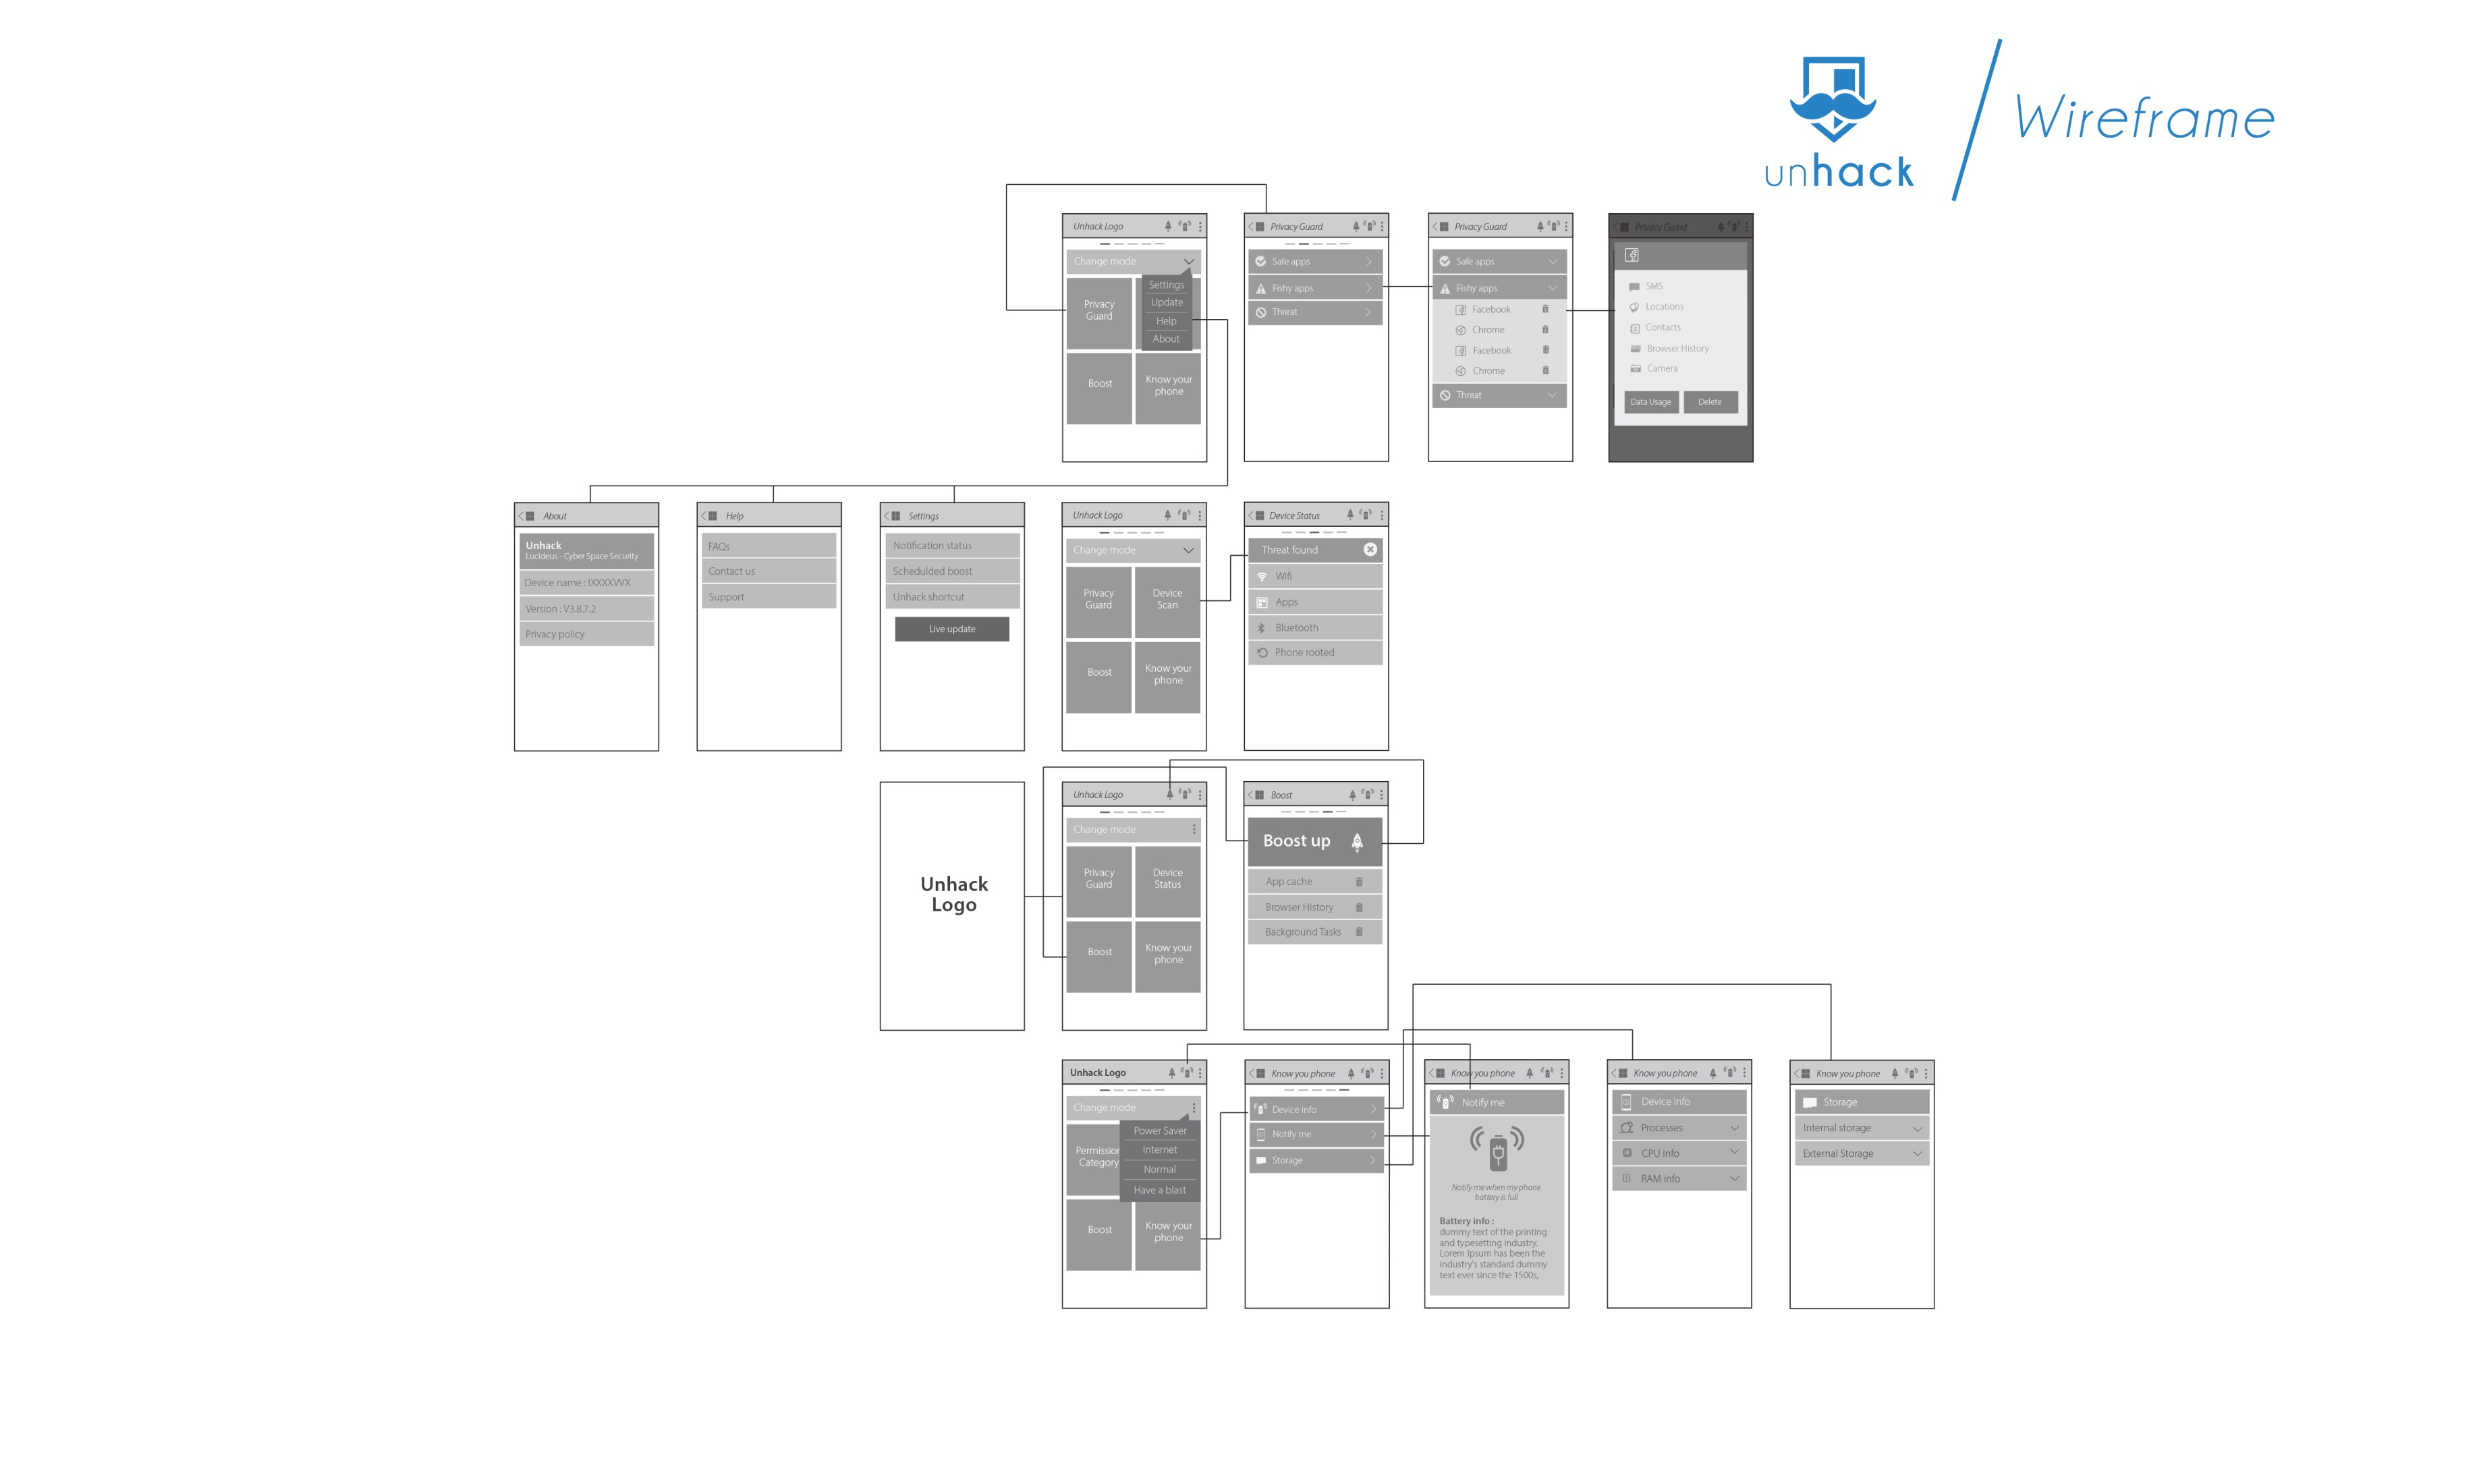 unhack
Wireframe
Unhack Logo
Change mode
Settings
Update
Help
About
Privacy
Guard
Boost
Know your
phone
Privacy Guard
Safe apps
Fishy apps
Threat
Privacy Guard
Safe apps
Fishy apps
Facebook
Chrome
Facebook
Chrome
Threat
Privacy Guard
SMS
Locations
Contacts
Browser History
Camera
Data Usage
Delete
About
Unhack
Lucideus - Cyber Space Security
Device name : IXXXXVVX
Version : V3.8.7.2
Privacy policy
Help
FAQs
Contact us
Support
Settings
Notification status
Schedulded boost
Unhack shortcut
Live update
Unhack Logo
Change mode
Privacy
Guard
Device
Scan
Boost
Know your
phone
Device Status
Threat found
Wifi
Apps
Bluetooth
Phone rooted
Unhack
Logo
Unhack Logo
Change mode
Privacy
Guard
Device
Status
Boost
Know your
phone
Boost
Boost up
App cache
Browser History
Background Tasks
Unhack Logo
Change mode
Power Saver
Internet
Normal
Have a blast
Permission
Category
Boost
Know your
phone
Know you phone
Device info
Notify me
Storage
Know you phone
Notify me
Notify me when my phone
battery is full
Battery info :
dummy text of the printing
and typesetting industry.
Lorem Ipsum has been the
industry's standard dummy
text ever since the 1500s,
Know you phone
Device info
Processes
CPU info
RAM info
Know you phone
Storage
Internal storage
External Storage